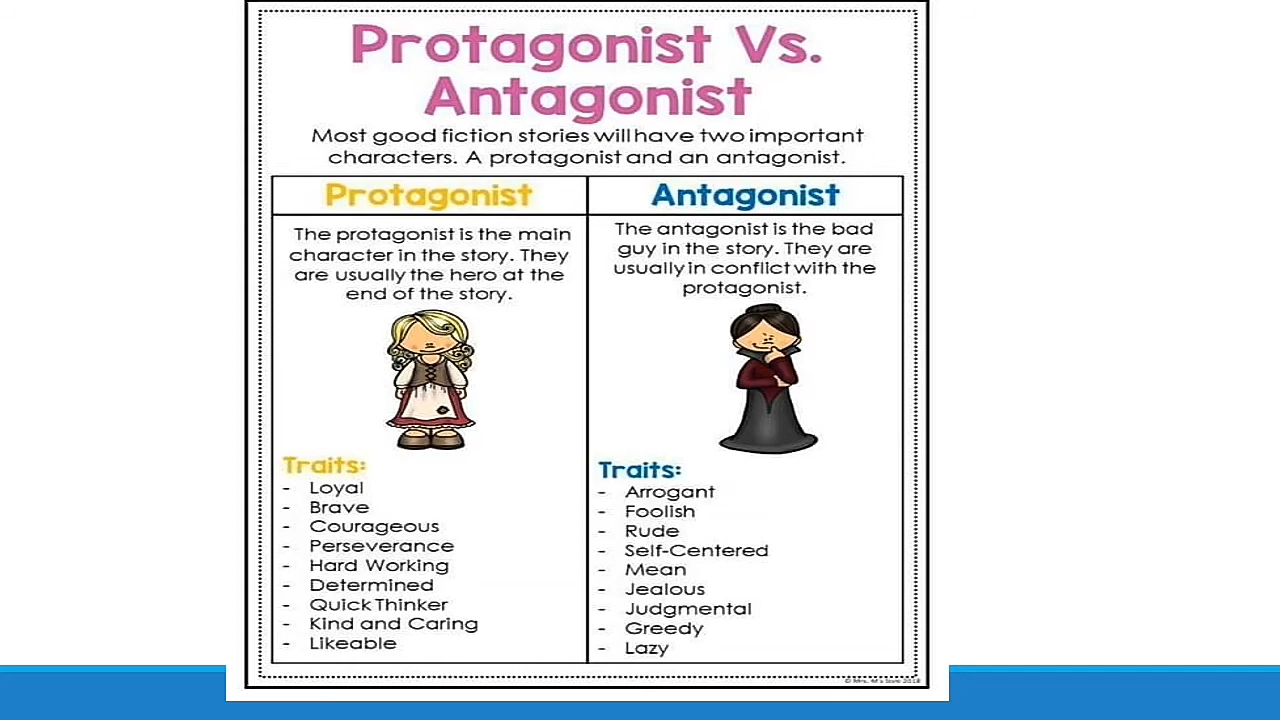 Protagonist Vs.
Antagonist
Most good fiction stories will have two important
characters. A protagonist and an antagonist.
Protagonist
The protagonist is the main
character in the story. They
are usually the hero at the
end of the story.
Traits:
- Loyal
- Brave
- Courageous
- Perseverance
- Hard Working
- Determined
- Quick Thinker
- Kind and Caring
- Likeable
Antagonist
The antagonist is the bad
guy in the story. They are
usually in conflict with the
protagonist.
Traits:
- Arrogant
- Foolish
- Rude
- Self-Centered
- Mean
- Jealous
- Judgmental
- Greedy
- Lazy
© Mrs. M's 2018